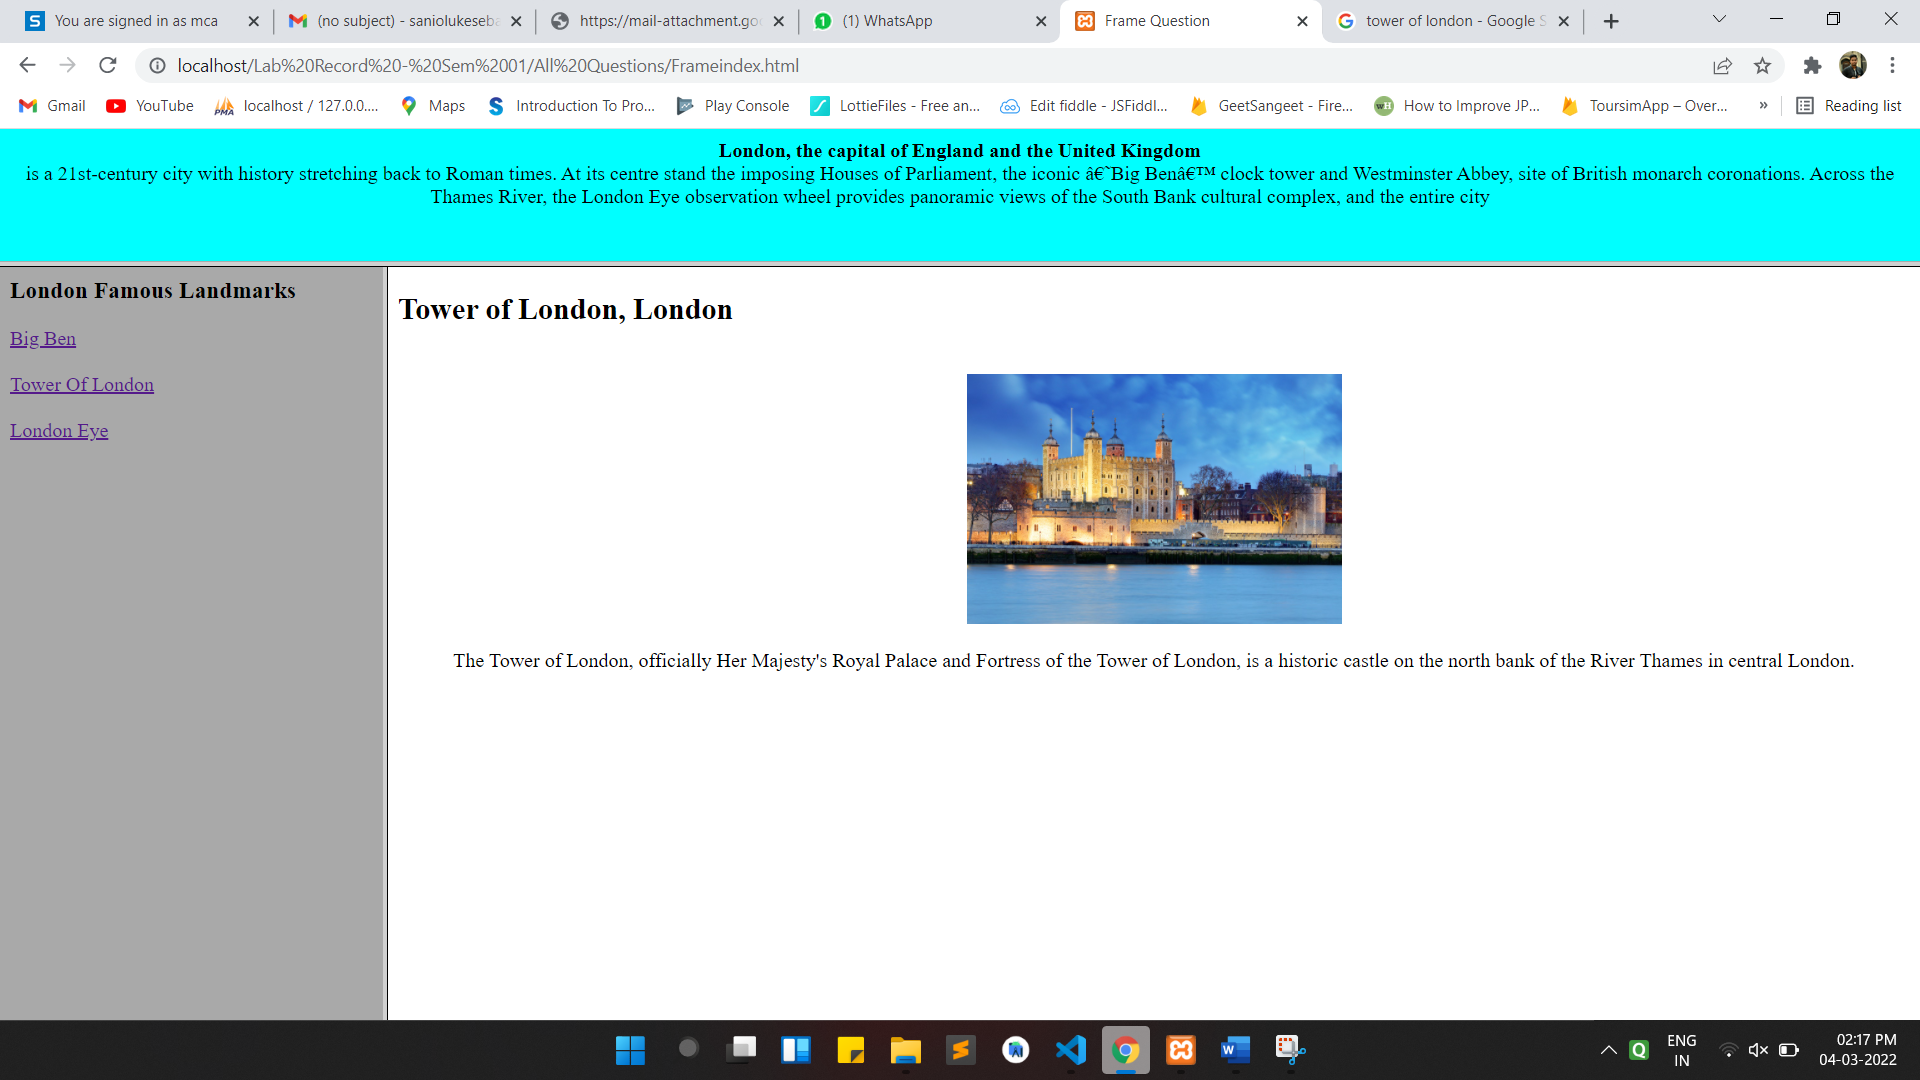 You are signed in as mca
(no subject) - saniolukeseba
https://mail-attachment.goo
(1) WhatsApp
Frame Question
tower of london - Google S
localhost/Lab%20Record%20-%20Sem%2001/All%20Questions/Frameindex.html
Gmail
YouTube
localhost / 127.0.0....
Maps
Introduction To Pro...
Play Console
LottieFiles - Free an...
Edit fiddle - JSFiddl...
GeetSangeet - Fire...
How to Improve JP...
ToursimApp – Over...
»
Reading list
London, the capital of England and the United Kingdom
is a 21st-century city with history stretching back to Roman times. At its centre stand the imposing Houses of Parliament, the iconic â€˜Big Benâ€™ clock tower and Westminster Abbey, site of British monarch coronations. Across the
Thames River, the London Eye observation wheel provides panoramic views of the South Bank cultural complex, and the entire city
London Famous Landmarks
Big Ben
Tower Of London
London Eye
Tower of London, London
The Tower of London, officially Her Majesty's Royal Palace and Fortress of the Tower of London, is a historic castle on the north bank of the River Thames in central London.
ENG
IN
02:17 PM
04-03-2022